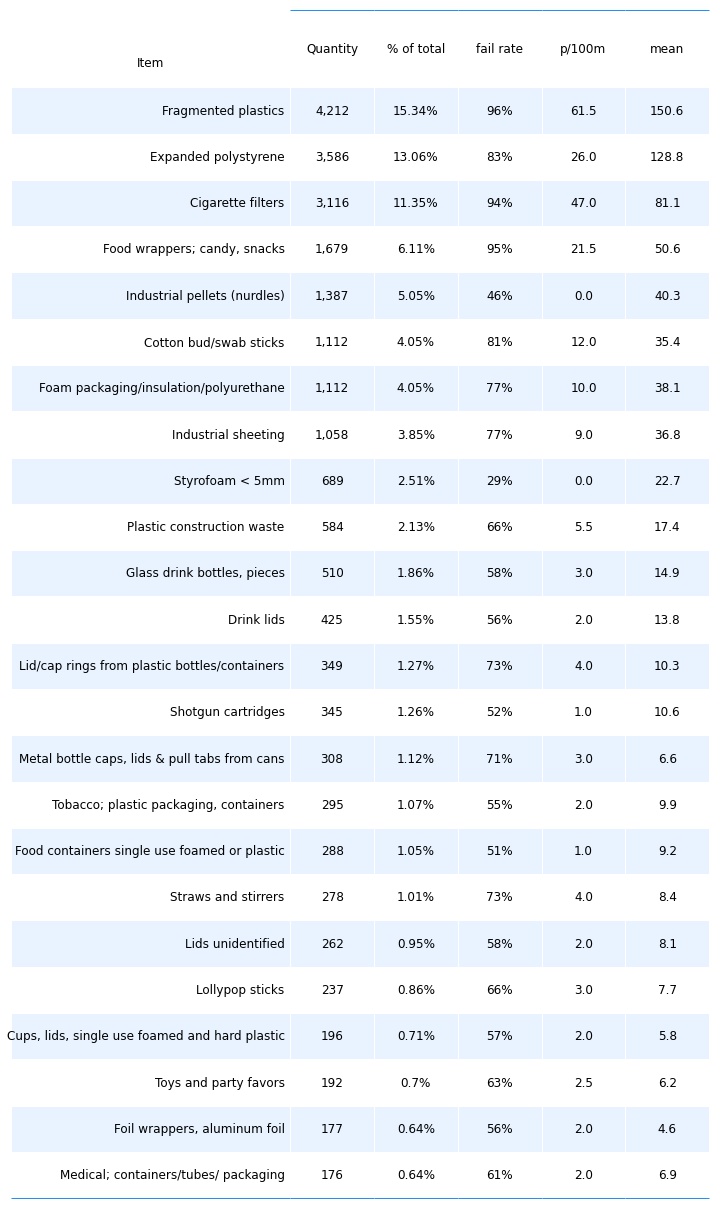 Item Quantity % of total fail rate p/100m mean
Fragmented plastics 4,212 15.34% 96% 61.5 150.6
Expanded polystyrene 3,586 13.06% 83% 26.0 128.8
Cigarette filters 3,116 11.35% 94% 47.0 81.1
Food wrappers; candy, snacks 1,679 6.11% 95% 21.5 50.6
Industrial pellets (nurdles) 1,387 5.05% 46% 0.0 40.3
Cotton bud/swab sticks 1,112 4.05% 81% 12.0 35.4
Foam packaging/insulation/polyurethane 1,112 4.05% 77% 10.0 38.1
Industrial sheeting 1,058 3.85% 77% 9.0 36.8
Styrofoam < 5mm 689 2.51% 29% 0.0 22.7
Plastic construction waste 584 2.13% 66% 5.5 17.4
Glass drink bottles, pieces 510 1.86% 58% 3.0 14.9
Drink lids 425 1.55% 56% 2.0 13.8
Lid/cap rings from plastic bottles/containers 349 1.27% 73% 4.0 10.3
Shotgun cartridges 345 1.26% 52% 1.0 10.6
Metal bottle caps, lids & pull tabs from cans 308 1.12% 71% 3.0 6.6
Tobacco; plastic packaging, containers 295 1.07% 55% 2.0 9.9
Food containers single use foamed or plastic 288 1.05% 51% 1.0 9.2
Straws and stirrers 278 1.01% 73% 4.0 8.4
Lids unidentified 262 0.95% 58% 2.0 8.1
Lollypop sticks 237 0.86% 66% 3.0 7.7
Cups, lids, single use foamed and hard plastic 196 0.71% 57% 2.0 5.8
Toys and party favors 192 0.7% 63% 2.5 6.2
Foil wrappers, aluminum foil 177 0.64% 56% 2.0 4.6
Medical; containers/tubes/ packaging 176 0.64% 61% 2.0 6.9